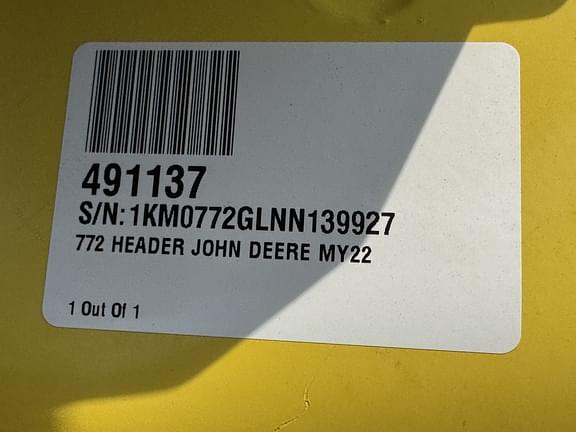 491137
S/N:1KM0772GLNN139927
772 HEADER JOHN DEERE MY22
1 Out Of 1